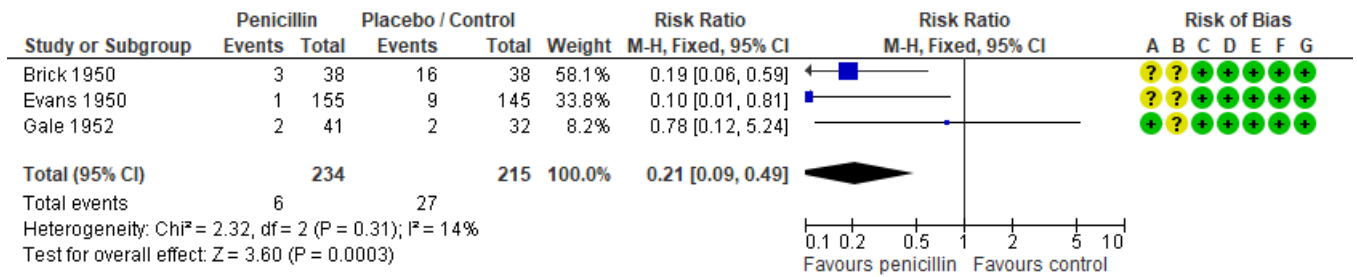 Penicillin Placebo / Control Risk Ratio Risk Ratio Risk of Bias
Study or Subgroup Events Total Events Total Weight M-H, Fixed, 95% CI M-H, Fixed, 95% CI A B C D E F G
Brick 1950 3 38 16 38 58.1% 0.19 [0.06, 0.59] ? ? + + + + +
Evans 1950 1 155 9 145 33.8% 0.10 [0.01, 0.81] ? ? + + + + +
Gale 1952 2 41 2 32 8.2% 0.78 [0.12, 5.24] + ? + + + + +
Total (95% CI) 234 215 100.0% 0.21 [0.09, 0.49]
Total events 6 27
Heterogeneity: Chi² = 2.32, df = 2 (P = 0.31); I² = 14%
Test for overall effect: Z = 3.60 (P = 0.0003)
0.1 0.2 0.5 1 2 5 10
Favours penicillin Favours control